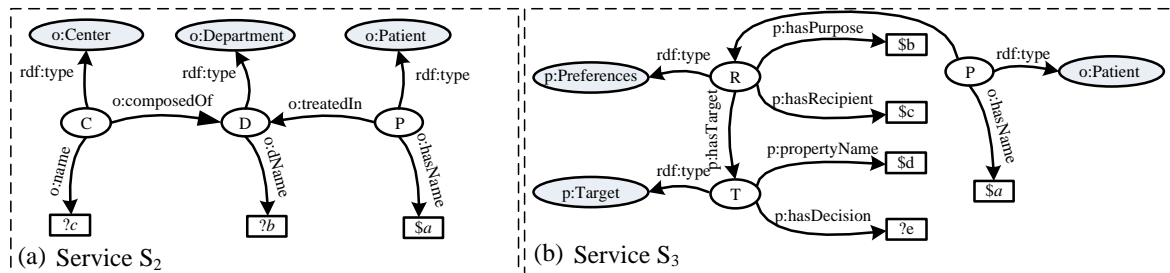 o:Center
o:Department
o:Patient
rdf:type
rdf:type
rdf:type
o:composedOf
o:treatedIn
C
D
P
o:name
o:dName
o:hasName
?c
?b
$a
(a) Service S2
p:hasPurpose
$b
p:Preferences
rdf:type
R
P
rdf:type
o:Patient
p:hasRecipient
$c
p:hasTarget
o:hasName
p:propertyName
$d
$a
p:Target
rdf:type
T
p:hasDecision
?e
(b) Service S3